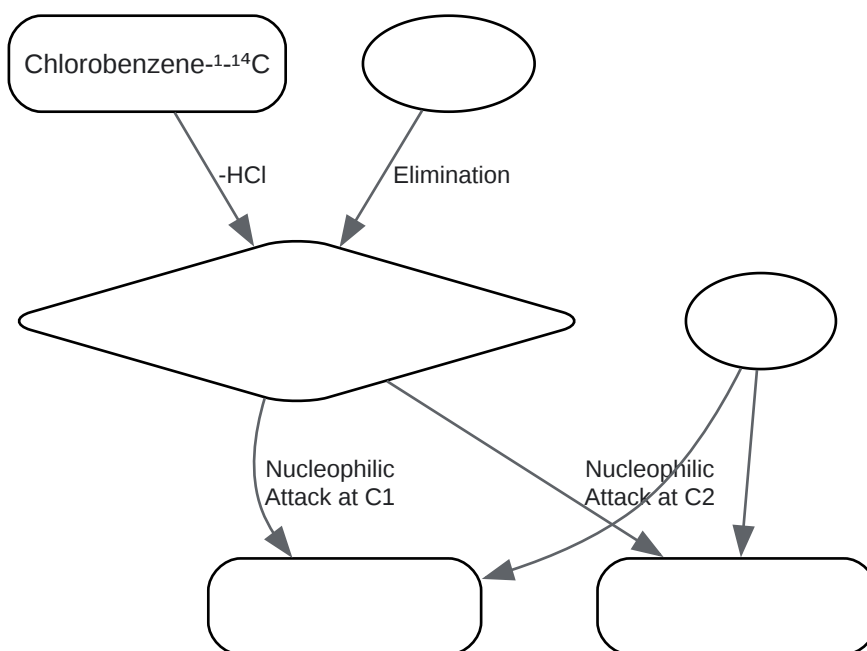 Chlorobenzene-¹-¹⁴C
-HCl
Elimination
Nucleophilic
Attack at C1
Nucleophilic
Attack at C2